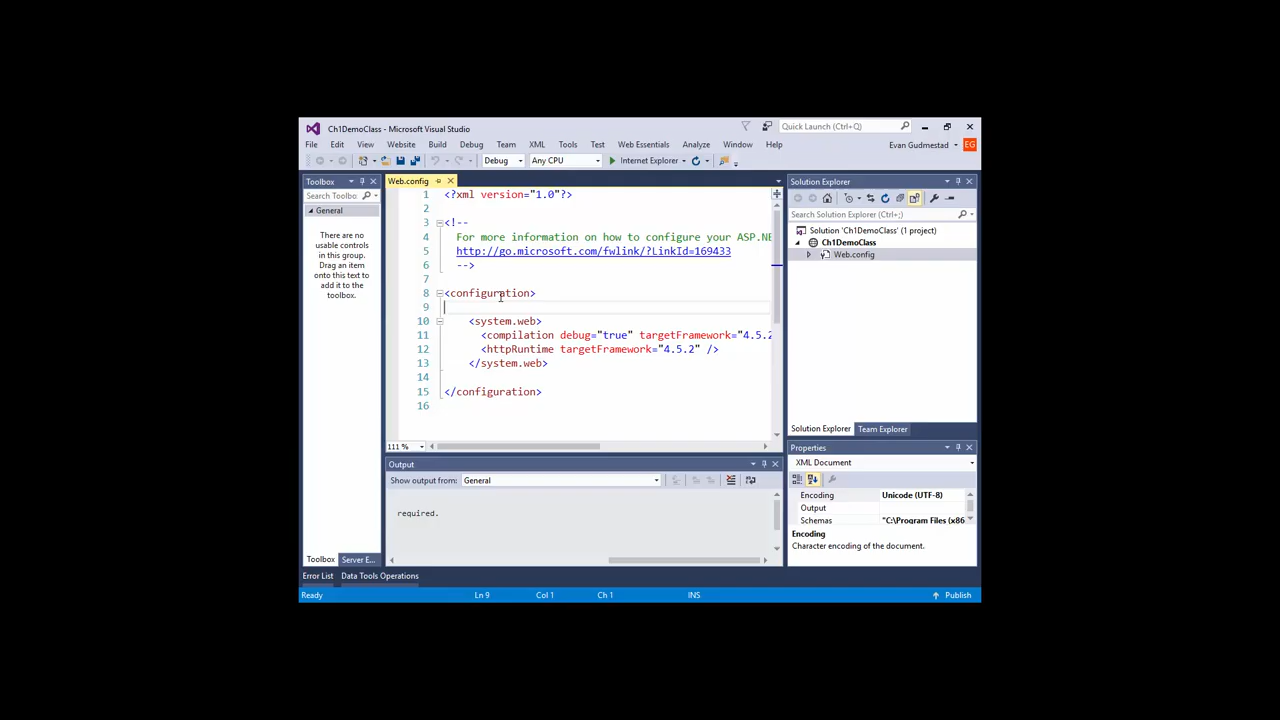 Ch1DemoClass - Microsoft Visual Studio
Quick Launch (Ctrl+Q)
File Edit View Website Build Debug Team XML Tools Test Web Essentials Analyze Window Help
Evan Gudmestad EG
Debug Any CPU Internet Explorer
Toolbox
Search Toolbo
General
There are no
usable controls
in this group.
Drag an item
onto this text to
add it to the
toolbox.
Toolbox Server E...
Web.config
1 <?xml version="1.0"?>
2
3 <!--
4 For more information on how to configure your ASP.NE
5 http://go.microsoft.com/fwlink/?LinkId=169433
6 -->
7
8 <configuration>
9
10 <system.web>
11 <compilation debug="true" targetFramework="4.5.2
12 <httpRuntime targetFramework="4.5.2" />
13 </system.web>
14
15 </configuration>
16
111 %
Output
Show output from: General
required.
Solution Explorer
Search Solution Explorer (Ctrl+;)
Solution 'Ch1DemoClass' (1 project)
Ch1DemoClass
Web.config
Solution Explorer Team Explorer
Properties
XML Document
Encoding Unicode (UTF-8)
Output
Schemas "C:\Program Files (x86
Encoding
Character encoding of the document.
Error List Data Tools Operations
Ready Ln 9 Col 1 Ch 1 INS Publish